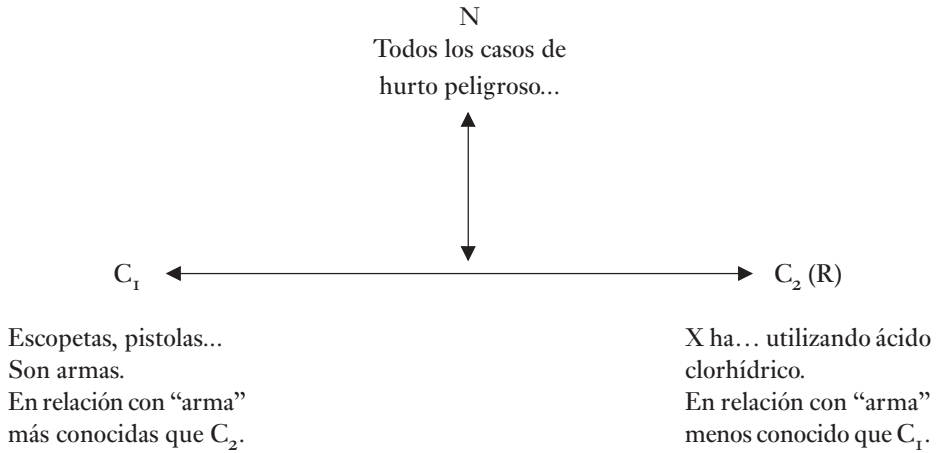 N
Todos los casos de
hurto peligroso...
C₁
C₂ (R)
Escopetas, pistolas...
Son armas.
En relación con “arma”
más conocidas que C₂.
X ha… utilizando ácido
clorhídrico.
En relación con “arma”
menos conocido que C₁.